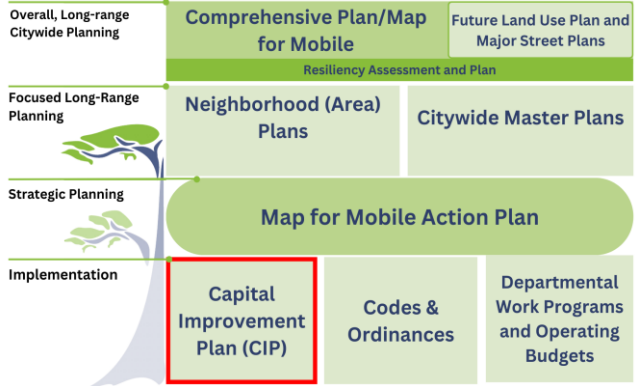 Overall, Long-range
Citywide Planning
Comprehensive Plan/Map
for Mobile
Future Land Use Plan and
Major Street Plans
Resiliency Assessment and Plan
Focused Long-Range
Planning
Neighborhood (Area)
Plans
Citywide Master Plans
Strategic Planning
Map for Mobile Action Plan
Implementation
Capital
Improvement
Plan (CIP)
Codes &
Ordinances
Departmental
Work Programs
and Operating
Budgets